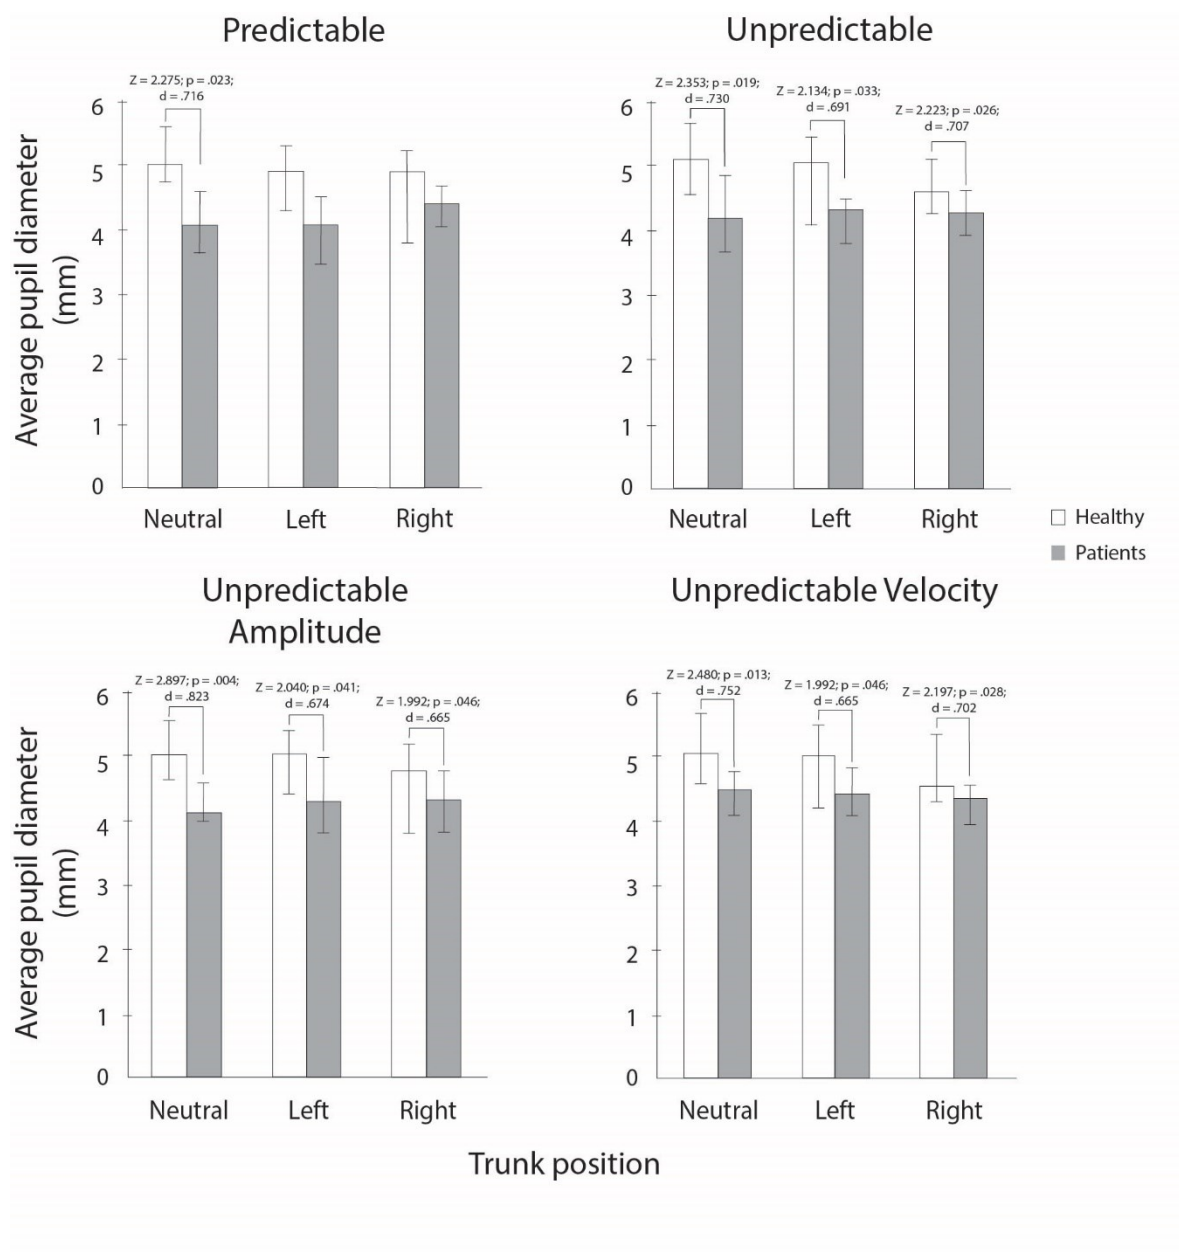 Predictable
Unpredictable
Z = 2.275; p = .023;
d = .716
Z = 2.353; p = .019;
d = .730
Z = 2.134; p = .033;
d = .691
Z = 2.223; p = .026;
d = .707
Average pupil diameter
(mm)
6
5
4
3
2
1
0
6
5
4
3
2
1
0
Neutral
Left
Right
Neutral
Left
Right
Healthy
Patients
Unpredictable
Amplitude
Unpredictable Velocity
Z = 2.897; p = .004;
d = .823
Z = 2.040; p = .041;
d = .674
Z = 1.992; p = .046;
d = .665
Z = 2.480; p = .013;
d = .752
Z = 1.992; p = .046;
d = .665
Z = 2.197; p = .028;
d = .702
Average pupil diameter
(mm)
6
5
4
3
2
1
0
6
5
4
3
2
1
0
Neutral
Left
Right
Neutral
Left
Right
Trunk position